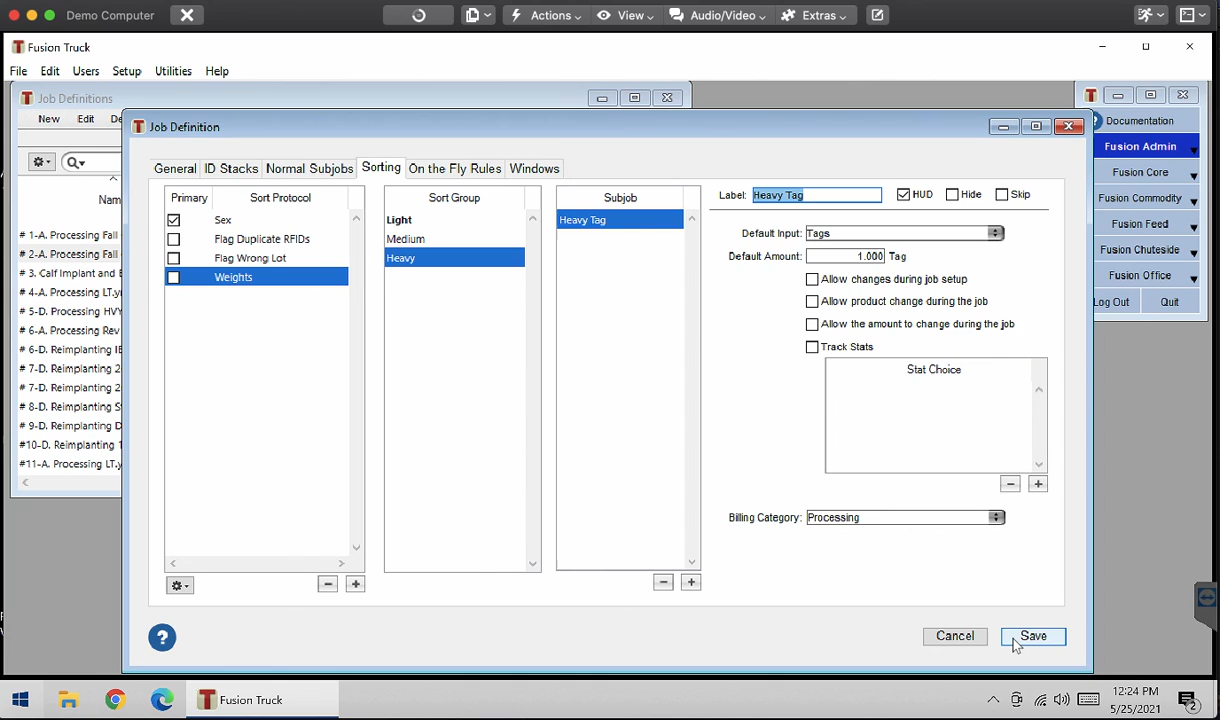 Demo Computer
Actions
View
Audio/Video
Extras
Fusion Truck
File Edit Users Setup Utilities Help
Job Definitions
New Edit De
Nam
# 1-A. Processing Fall
# 2-A. Processing Fall
# 3. Calf Implant and E
# 4-A. Processing LT.yr
# 5-D. Processing HVY
# 6-A. Processing Rev
# 6-D. Reimplanting IE
# 7-D. Reimplanting 2
# 7-D. Reimplanting 2
# 8-D. Reimplanting St
# 9-D. Reimplanting D
#10-D. Reimplanting 1
#11-A. Processing LT.y
Job Definition
General ID Stacks Normal Subjobs Sorting On the Fly Rules Windows
Primary Sort Protocol
Sex
Flag Duplicate RFIDs
Flag Wrong Lot
Weights
Sort Group
Light
Medium
Heavy
Subjob
Heavy Tag
Label: Heavy Tag HUD Hide Skip
Default Input: Tags
Default Amount: 1.000 Tag
Allow changes during job setup
Allow product change during the job
Allow the amount to change during the job
Track Stats
Stat Choice
Billing Category: Processing
? Cancel Save
Documentation
Fusion Admin
Fusion Core
Fusion Commodity
Fusion Feed
Fusion Chuteside
Fusion Office
Log Out Quit
Fusion Truck
12:24 PM
5/25/2021
2